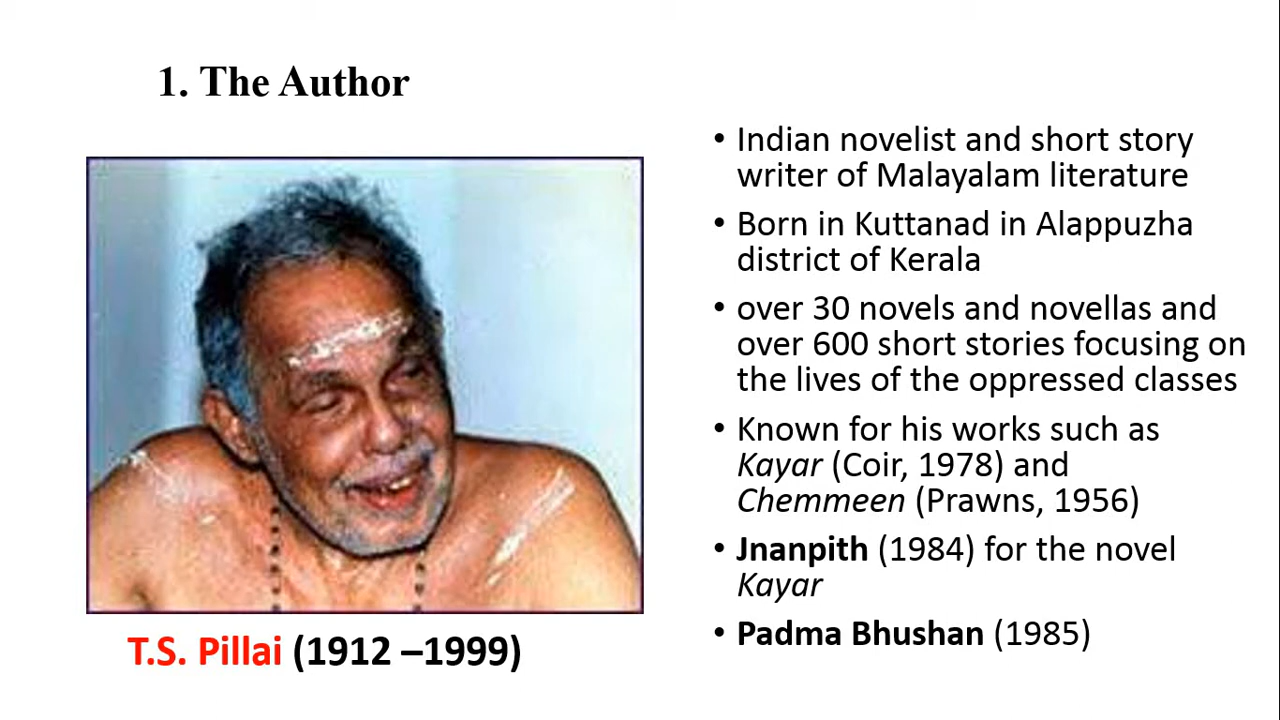 1. The Author
• Indian novelist and short story
writer of Malayalam literature
• Born in Kuttanad in Alappuzha
district of Kerala
• over 30 novels and novellas and
over 600 short stories focusing on
the lives of the oppressed classes
• Known for his works such as
Kayar (Coir, 1978) and
Chemmeen (Prawns, 1956)
• Jnanpith (1984) for the novel
Kayar
• Padma Bhushan (1985)
T.S. Pillai (1912 –1999)